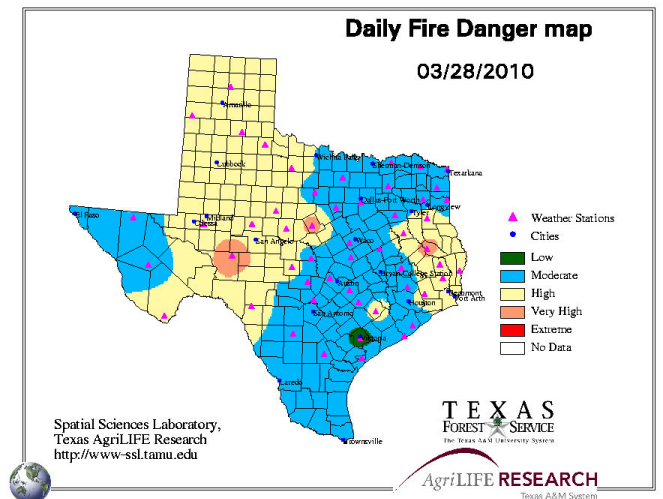 Daily Fire Danger map
03/28/2010
Amarillo
Lubbock
Wichita Falls
Sherman-Denison
Texarkana
Dallas-Fort Worth
Longview
Tyler
El Paso
Midland
Odessa
San Angelo
Waco
Bryan-College Station
Austin
Beaumont
Port Arth
Houston
San Antonio
Victoria
Laredo
Brownsville
Weather Stations
Cities
Low
Moderate
High
Very High
Extreme
No Data
Spatial Sciences Laboratory,
Texas AgriLIFE Research
http://www-ssl.tamu.edu
TEXAS
FOREST SERVICE
The Texas A&M University System
AgriLIFE RESEARCH
Texas A&M System